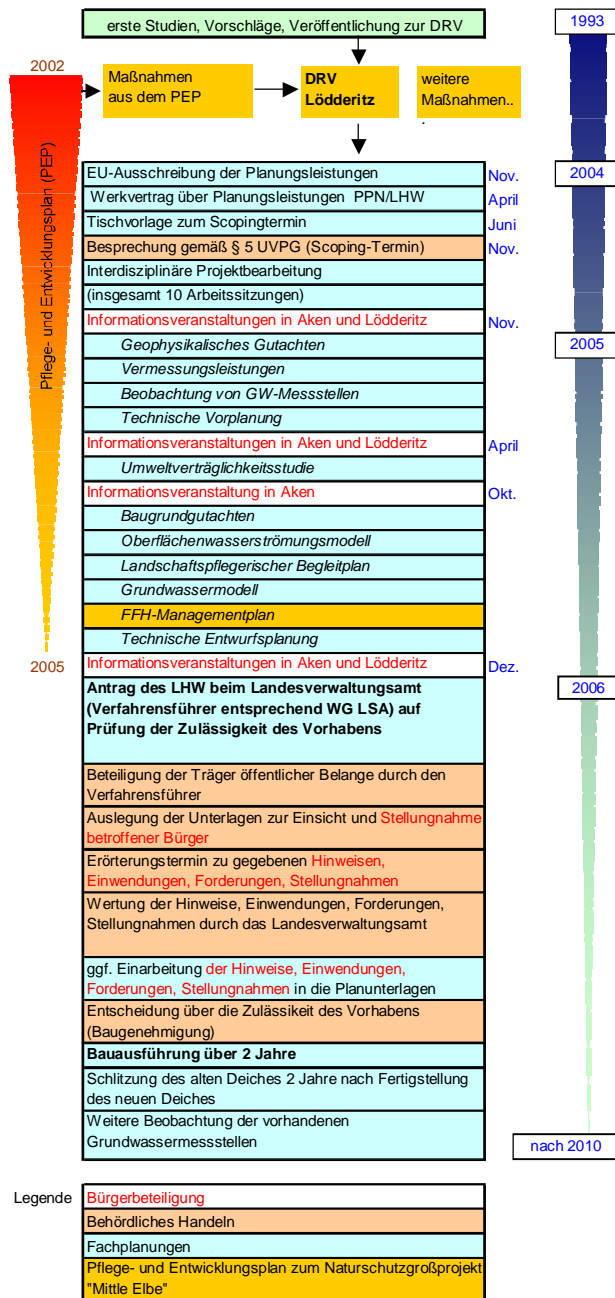 erste Studien, Vorschläge, Veröffentlichung zur DRV
1993
2002
Maßnahmen
aus dem PEP
DRV
Lödderitz
weitere
Maßnahmen..
.
Pflege- und Entwicklungsplan (PEP)
EU-Ausschreibung der Planungsleistungen
Nov.
2004
Werkvertrag über Planungsleistungen PPN/LHW
April
Tischvorlage zum Scopingtermin
Juni
Besprechung gemäß § 5 UVPG (Scoping-Termin)
Nov.
Interdisziplinäre Projektbearbeitung
(insgesamt 10 Arbeitssitzungen)
Informationsveranstaltungen in Aken und Lödderitz
Nov.
2005
Geophysikalisches Gutachten
Vermessungsleistungen
Beobachtung von GW-Messstellen
Technische Vorplanung
Informationsveranstaltungen in Aken und Lödderitz
April
Umweltverträglichkeitsstudie
Informationsveranstaltung in Aken
Okt.
Baugrundgutachten
Oberflächenwasserströmungsmodell
Landschaftspflegerischer Begleitplan
Grundwassermodell
FFH-Managementplan
Technische Entwurfsplanung
2005
Informationsveranstaltungen in Aken und Lödderitz
Dez.
2006
Antrag des LHW beim Landesverwaltungsamt
(Verfahrensführer entsprechend WG LSA) auf
Prüfung der Zulässigkeit des Vorhabens
Beteiligung der Träger öffentlicher Belange durch den
Verfahrensführer
Auslegung der Unterlagen zur Einsicht und Stellungnahme
betroffener Bürger
Erörterungstermin zu gegebenen Hinweisen,
Einwendungen, Forderungen, Stellungnahmen
Wertung der Hinweise, Einwendungen, Forderungen,
Stellungnahmen durch das Landesverwaltungsamt
ggf. Einarbeitung der Hinweise, Einwendungen,
Forderungen, Stellungnahmen in die Planunterlagen
Entscheidung über die Zulässikeit des Vorhabens
(Baugenehmigung)
Bauausführung über 2 Jahre
Schlitzung des alten Deiches 2 Jahre nach Fertigstellung
des neuen Deiches
Weitere Beobachtung der vorhandenen
Grundwassermessstellen
nach 2010
Legende
Bürgerbeteiligung
Behördliches Handeln
Fachplanungen
Pflege- und Entwicklungsplan zum Naturschutzgroßprojekt
"Mittle Elbe"